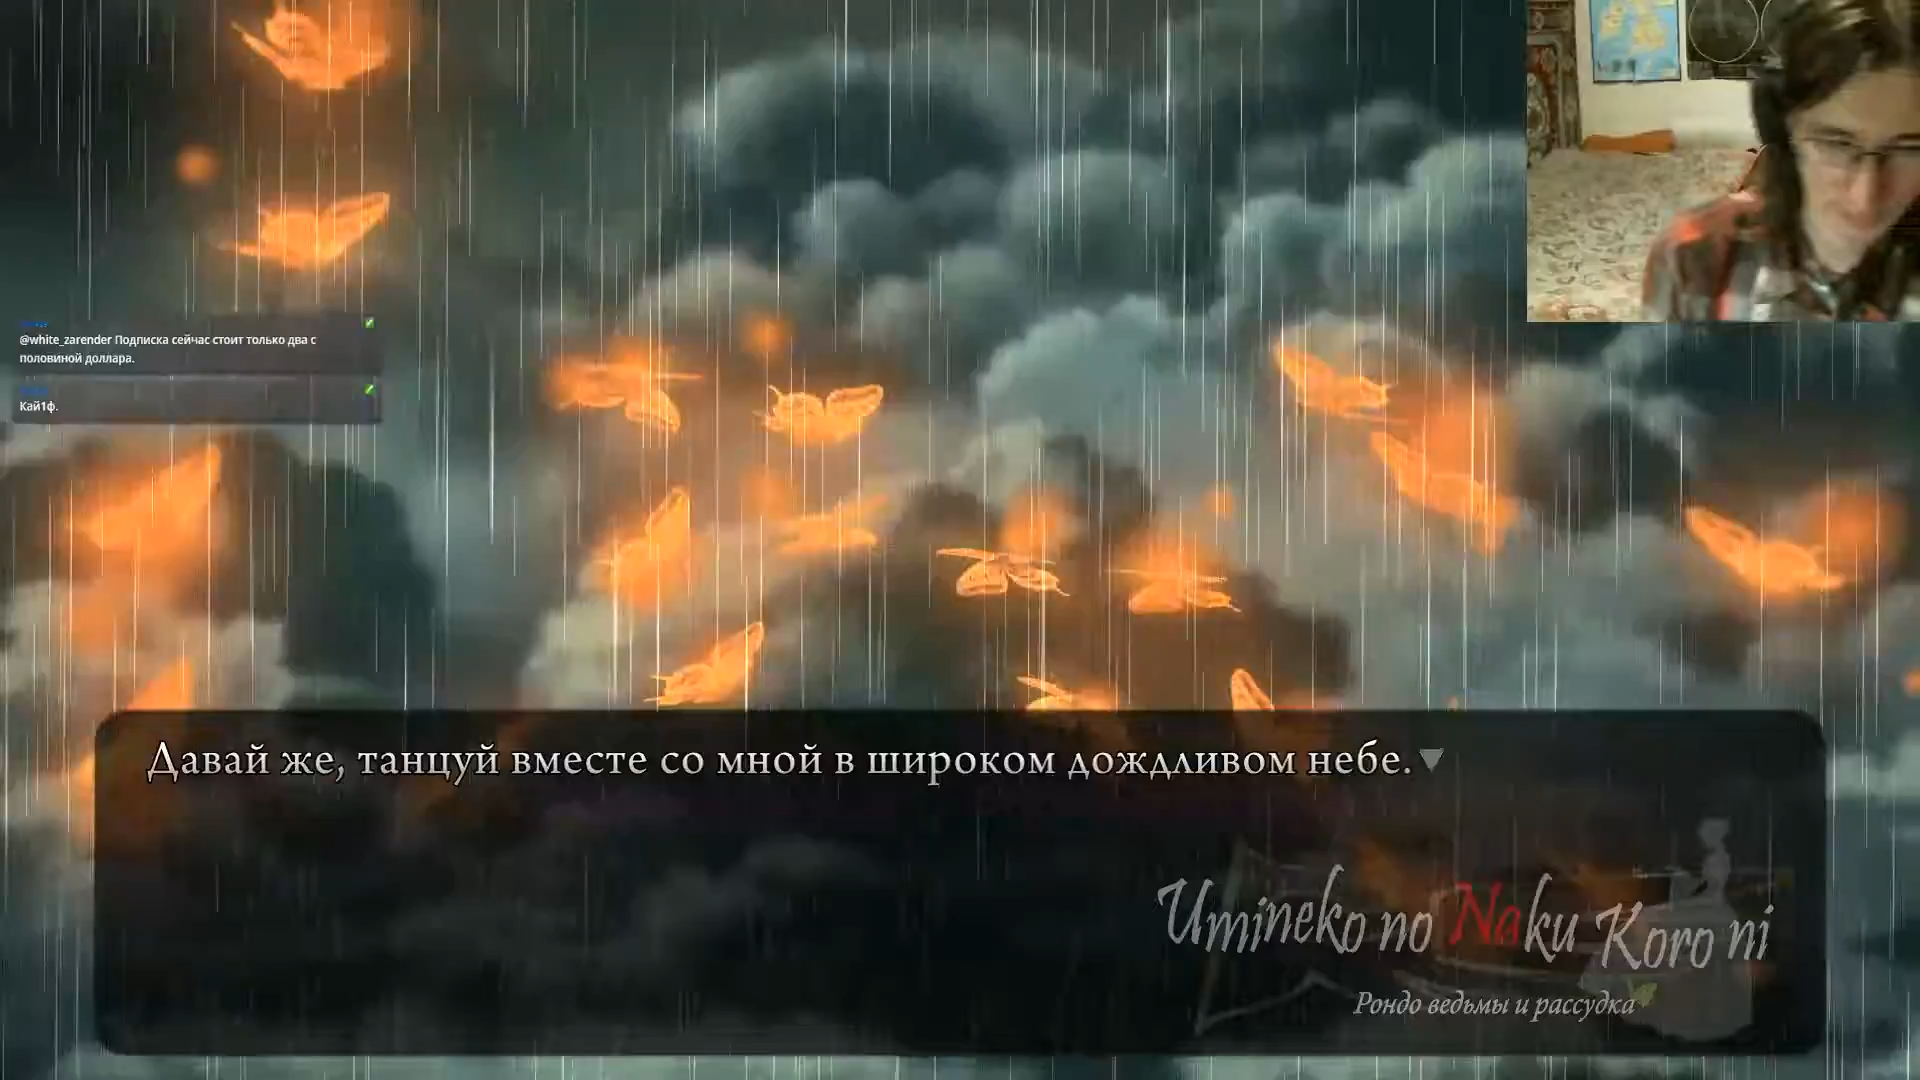 @white_zarender Подписка сейчас стоит только два с
половиной доллара.
Кай1ф.
Давай же, танцуй вместе со мной в широком дождливом небе.
Umineko no Naku Koro ni
Рондо ведьмы и рассудка